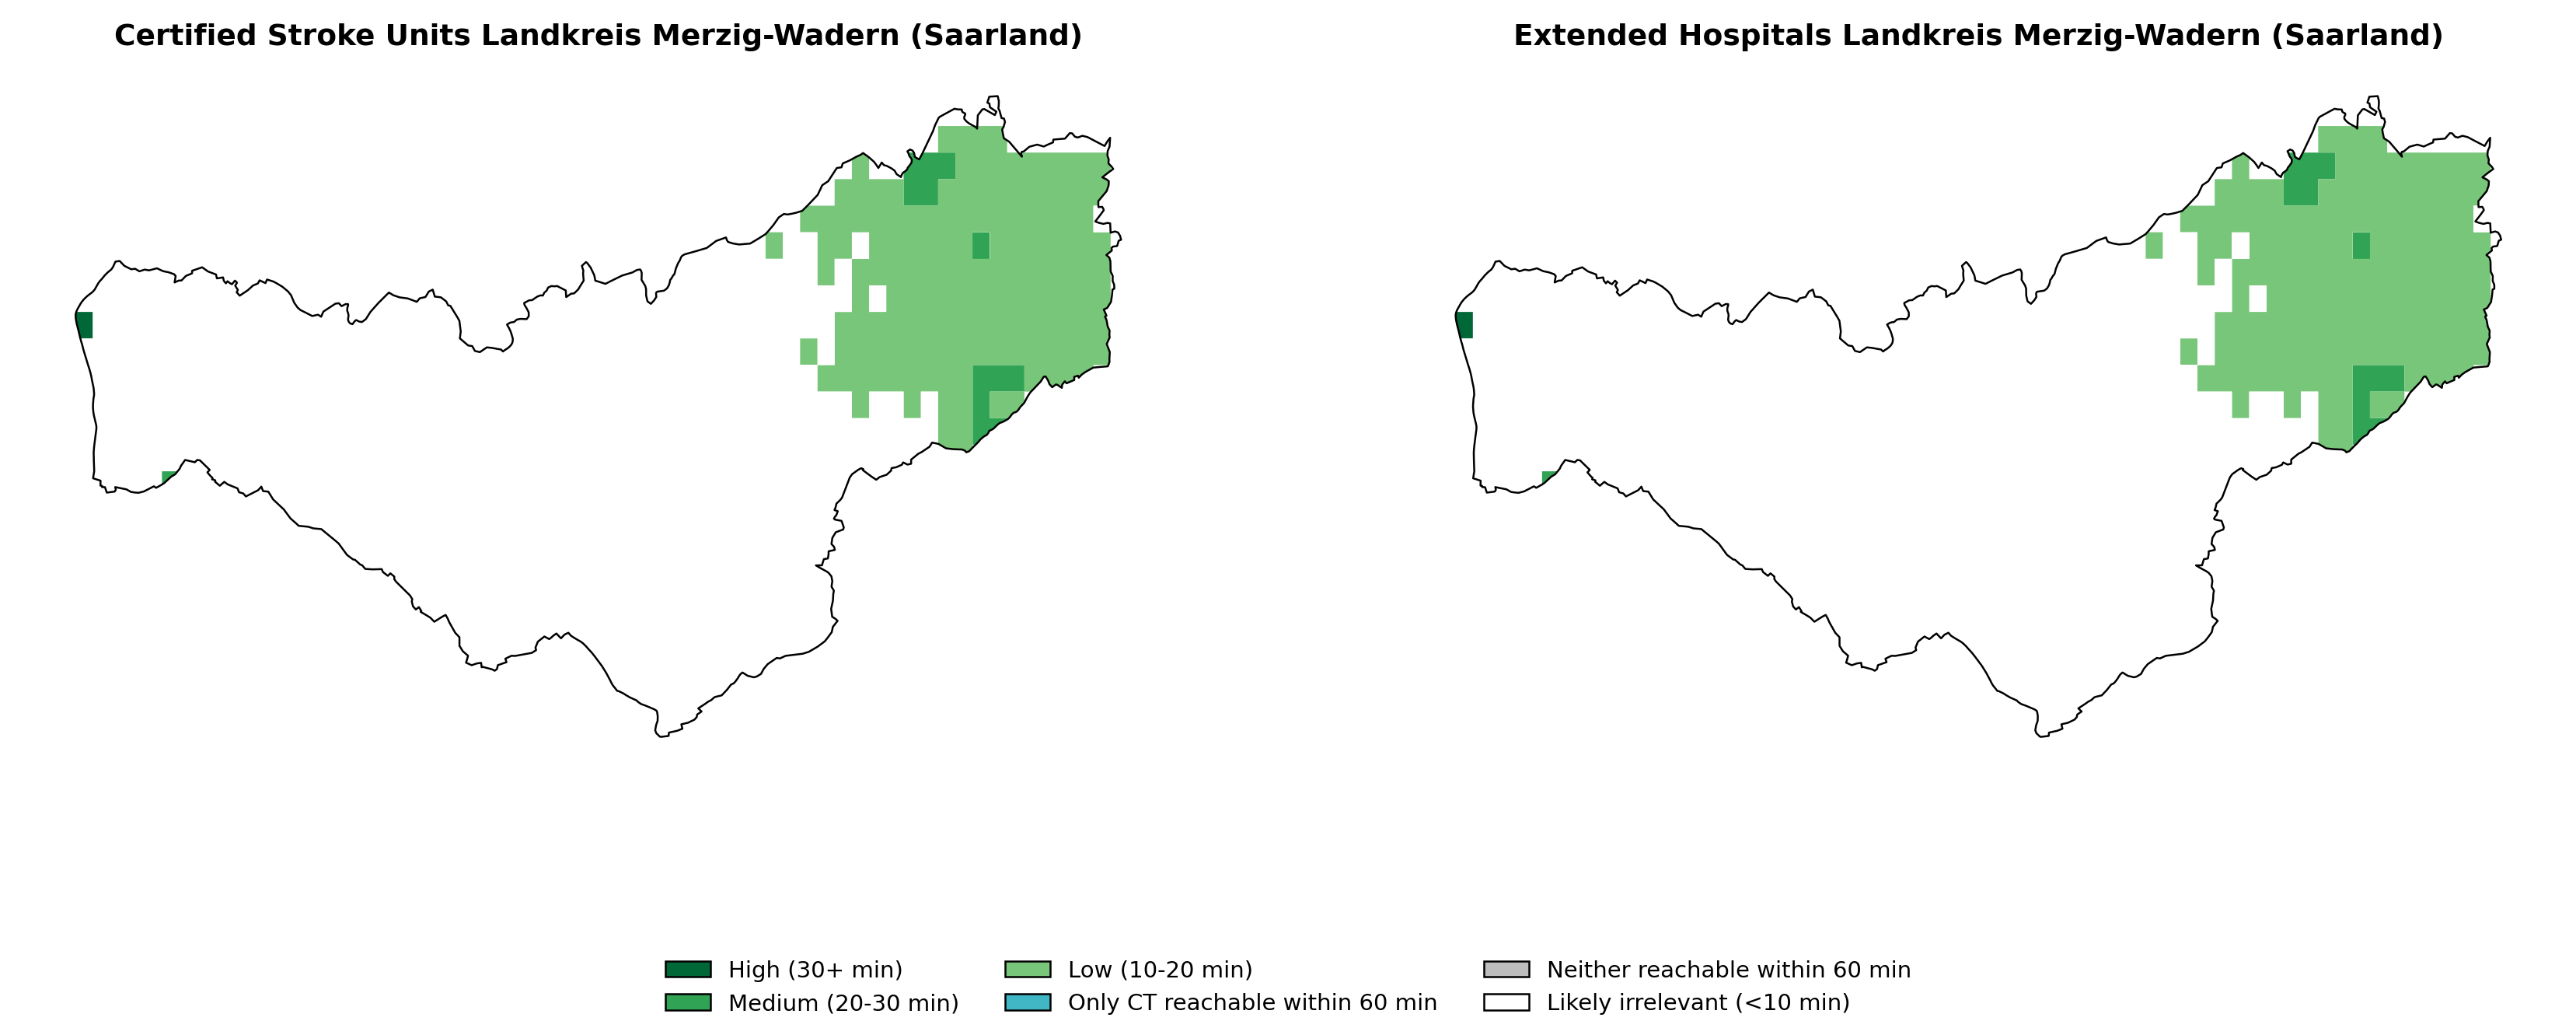 Certified Stroke Units Landkreis Merzig-Wadern (Saarland)
Extended Hospitals Landkreis Merzig-Wadern (Saarland)
High (30+ min)
Medium (20-30 min)
Low (10-20 min)
Only CT reachable within 60 min
Neither reachable within 60 min
Likely irrelevant (<10 min)